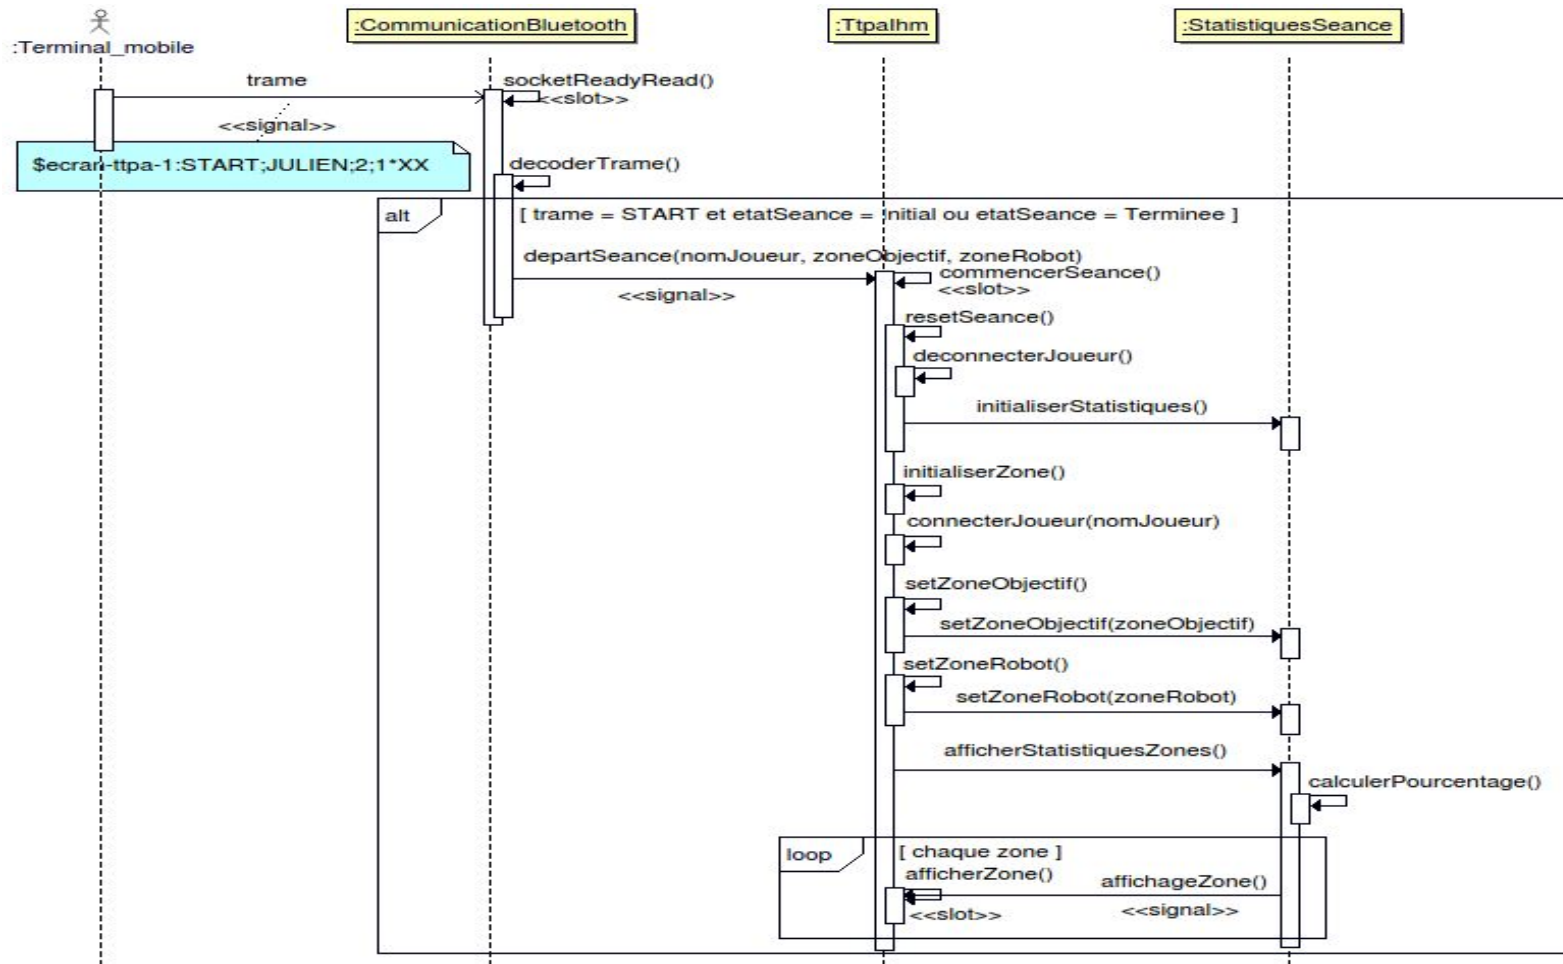 :Terminal_mobile
:CommunicationBluetooth
:TtpaIhm
:StatistiquesSeance
trame
<<signal>>
socketReadyRead()
<<slot>>
$ecran-ttpa-1:START;JULIEN;2;1*XX
decoderTrame()
alt
[ trame = START et etatSeance = Initial ou etatSeance = Terminee ]
departSeance(nomJoueur, zoneObjectif, zoneRobot)
<<signal>>
commencerSeance()
<<slot>>
resetSeance()
deconnecterJoueur()
initialiserStatistiques()
initialiserZone()
connecterJoueur(nomJoueur)
setZoneObjectif()
setZoneObjectif(zoneObjectif)
setZoneRobot()
setZoneRobot(zoneRobot)
afficherStatistiquesZones()
calculerPourcentage()
loop
[ chaque zone ]
afficherZone()
affichageZone()
<<slot>>
<<signal>>